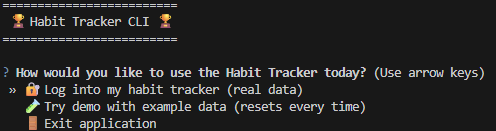 =========================
🏆 Habit Tracker CLI 🏆
=========================
? How would you like to use the Habit Tracker today? (Use arrow keys)
» 🔐 Log into my habit tracker (real data)
🧪 Try demo with example data (resets every time)
🚪 Exit application